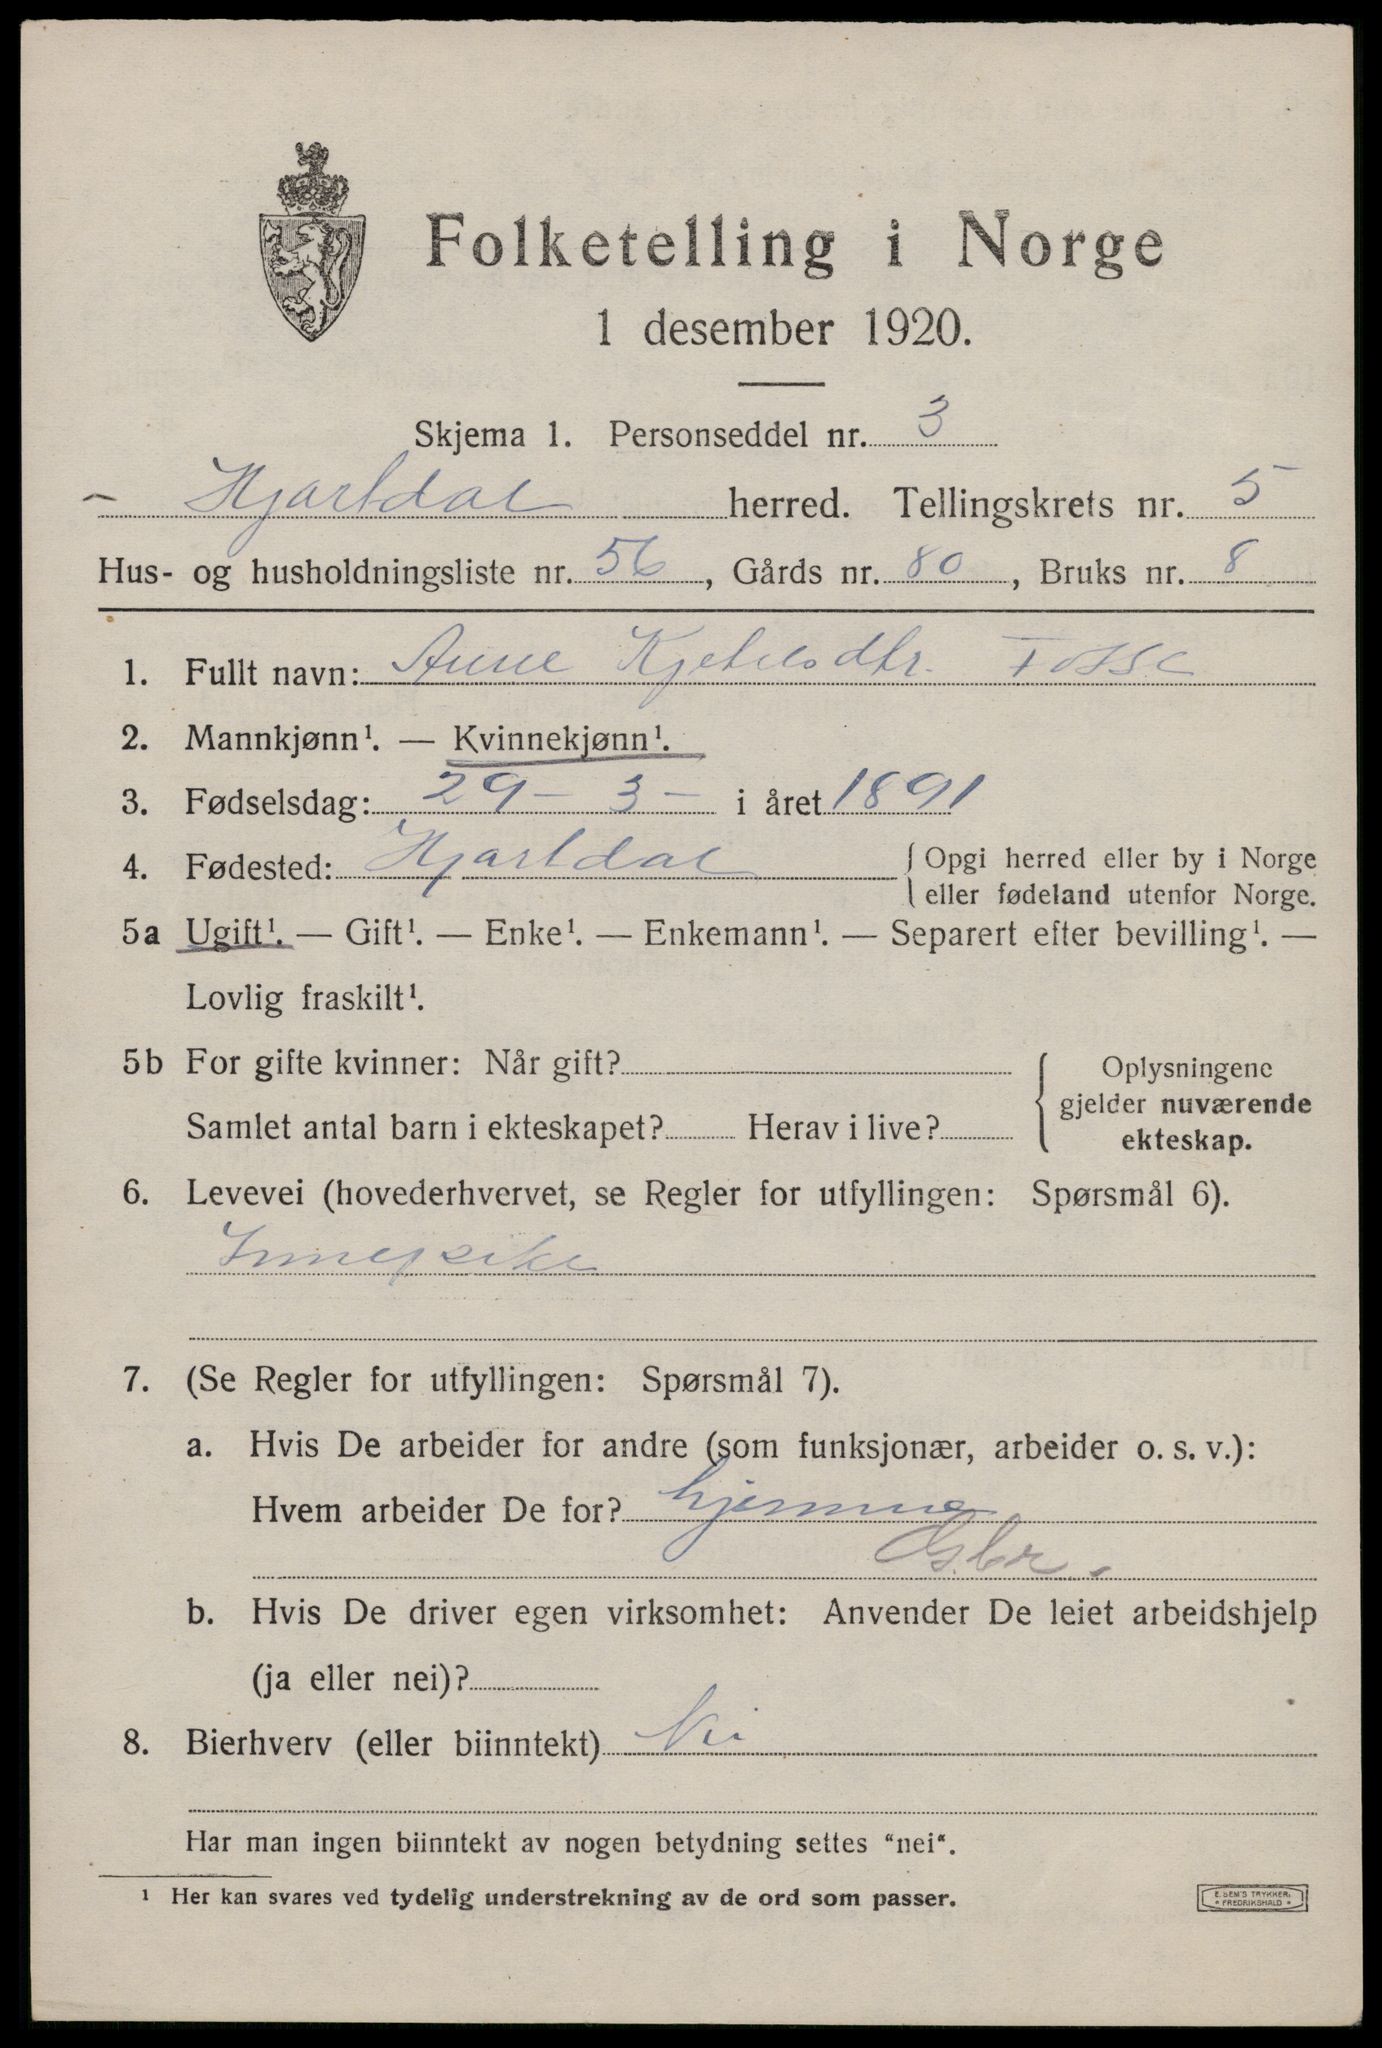 Folketelling i Norge
1 desember 1920.
Skjema 1. Personseddel nr. 3
Hjartdal herred. Tellingskrets nr. 5
Hus- og husholdningsliste nr. 56, Gårds nr. 80, Bruks nr. 8
1. Fullt navn: Anne Kjetilsdtr. Fosse
2. Mannkjønn¹. — Kvinnekjønn¹.
3. Fødselsdag: 29 - 3 - i året 1891
4. Fødested: Hjartdal { Opgi herred eller by i Norge
eller fødeland utenfor Norge.
5a Ugift¹. — Gift¹. — Enke¹. — Enkemann¹. — Separert efter bevilling¹. —
Lovlig fraskilt¹.
5b For gifte kvinner: Når gift?
Samlet antal barn i ekteskapet? Herav i live?
Oplysningene
gjelder nuværende
ekteskap.
6. Levevei (hovederhvervet, se Regler for utfyllingen: Spørsmål 6).
Innepike
7. (Se Regler for utfyllingen: Spørsmål 7).
a. Hvis De arbeider for andre (som funksjonær, arbeider o. s. v.):
Hvem arbeider De for? hjemme
Gbr.
b. Hvis De driver egen virksomhet: Anvender De leiet arbeidshjelp
(ja eller nei)?
8. Bierhverv (eller biinntekt) Nei
Har man ingen biinntekt av nogen betydning settes "nei".
¹ Her kan svares ved tydelig understrekning av de ord som passer.
E. SEM'S TRYKKERI
FREDRIKSHALD